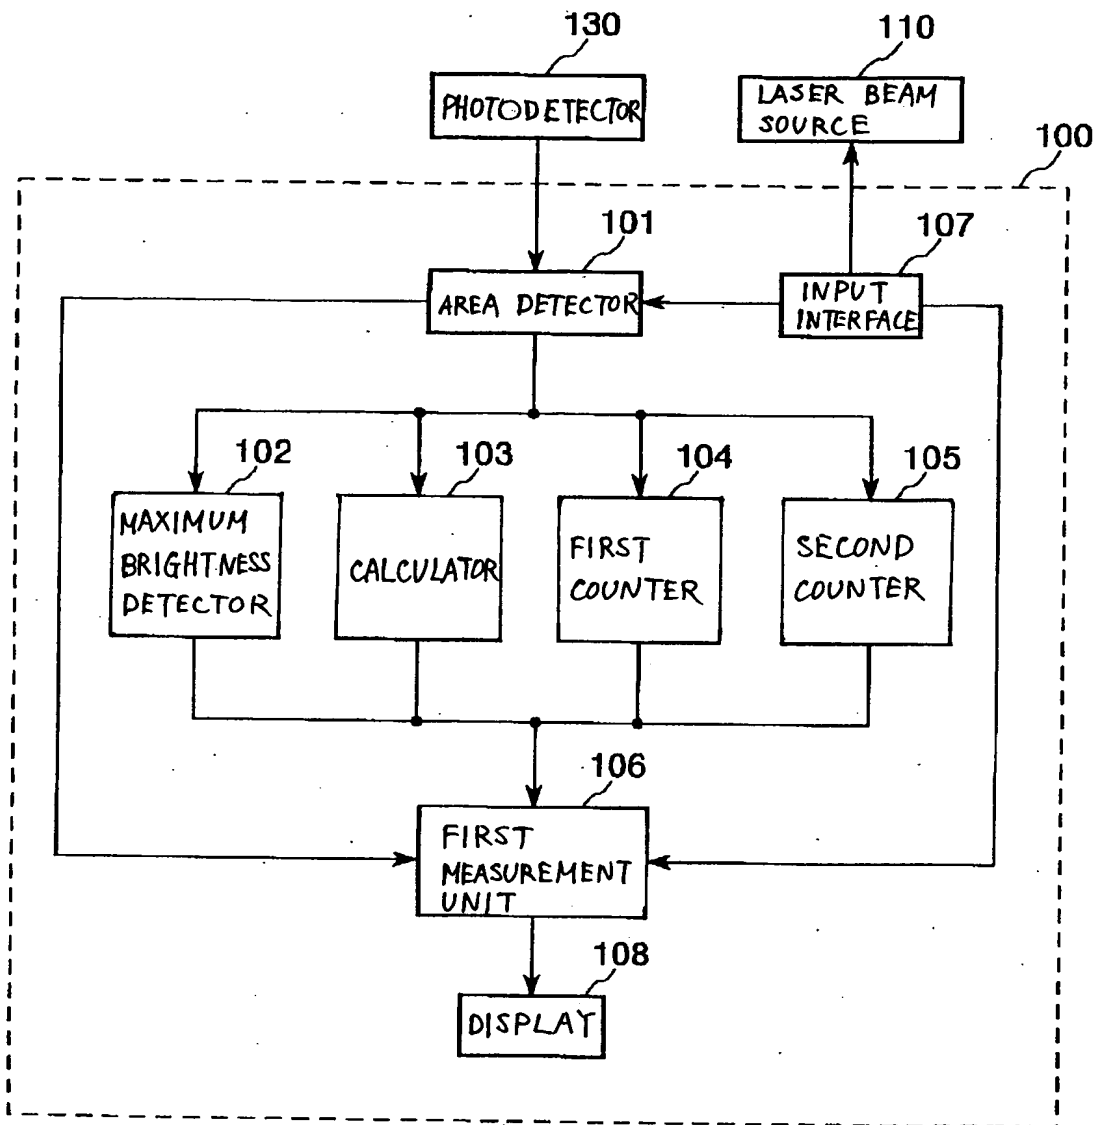 130
PHOTODETECTOR
110
LASER BEAM
SOURCE
100
101
AREA DETECTOR
107
INPUT
INTERFACE
102
MAXIMUM
BRIGHTNESS
DETECTOR
103
CALCULATOR
104
FIRST
COUNTER
105
SECOND
COUNTER
106
FIRST
MEASUREMENT
UNIT
108
DISPLAY